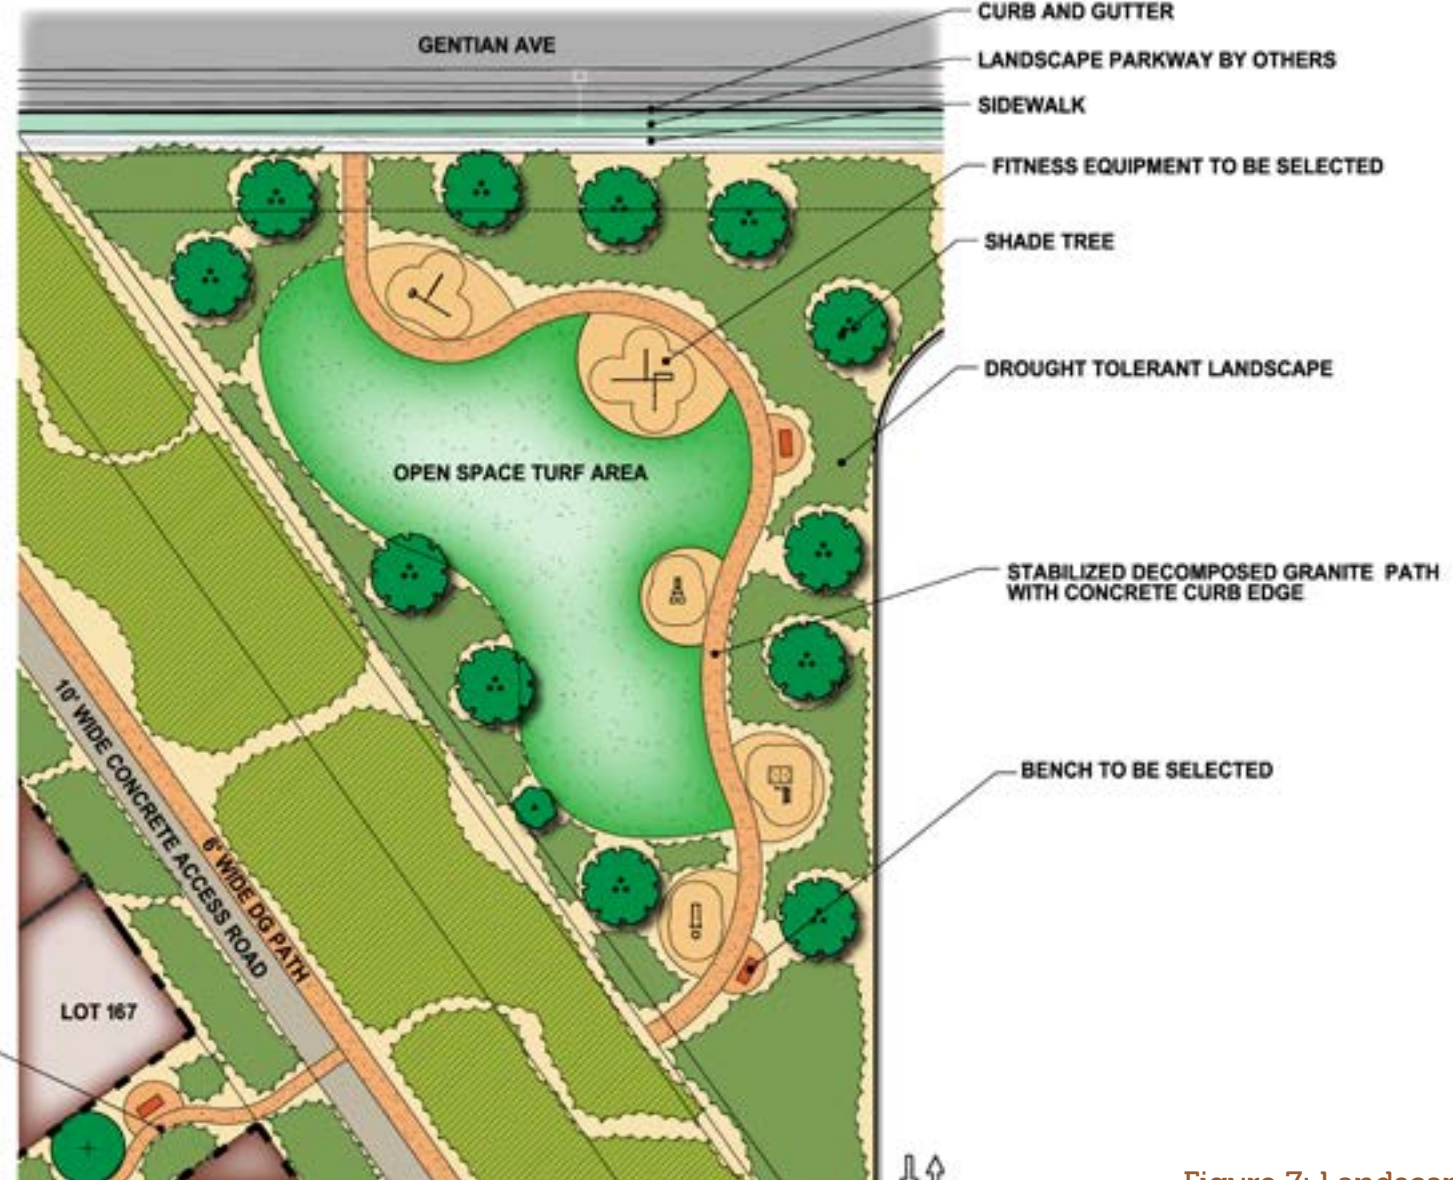 GENTIAN AVE
CURB AND GUTTER
LANDSCAPE PARKWAY BY OTHERS
SIDEWALK
FITNESS EQUIPMENT TO BE SELECTED
SHADE TREE
DROUGHT TOLERANT LANDSCAPE
OPEN SPACE TURF AREA
STABILIZED DECOMPOSED GRANITE PATH
WITH CONCRETE CURB EDGE
10' WIDE CONCRETE ACCESS ROAD
6' WIDE DG PATH
BENCH TO BE SELECTED
LOT 167
Figure 7: